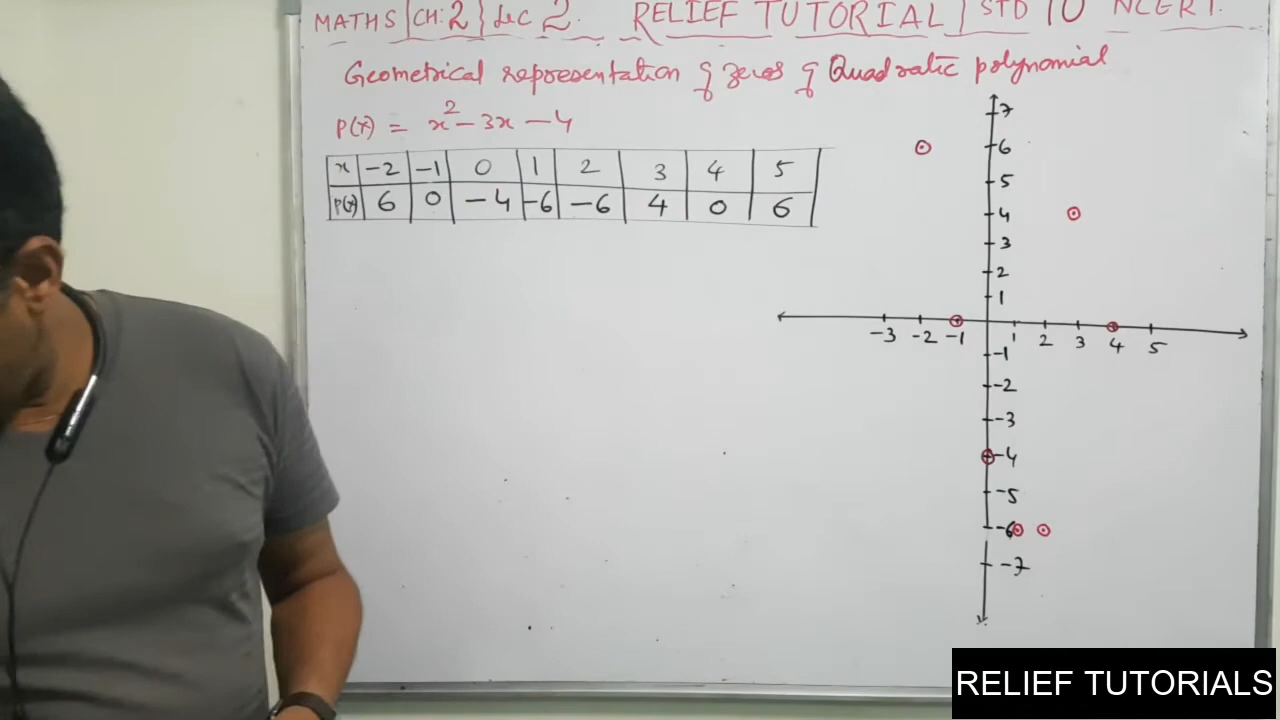 MATHS | CH: 2 | Lec 2. RELIEF TUTORIAL | STD 10 NCERT.
Geometrical representation of zeros of Quadratic polynomial
P(x) = x² - 3x - 4
x -2 -1 0 1 2 3 4 5
P(x) 6 0 -4 -6 -6 4 0 6
7
6
5
4
3
2
1
-3 -2 -1 1 2 3 4 5
-1
-2
-3
-4
-5
-6
-7
RELIEF TUTORIALS